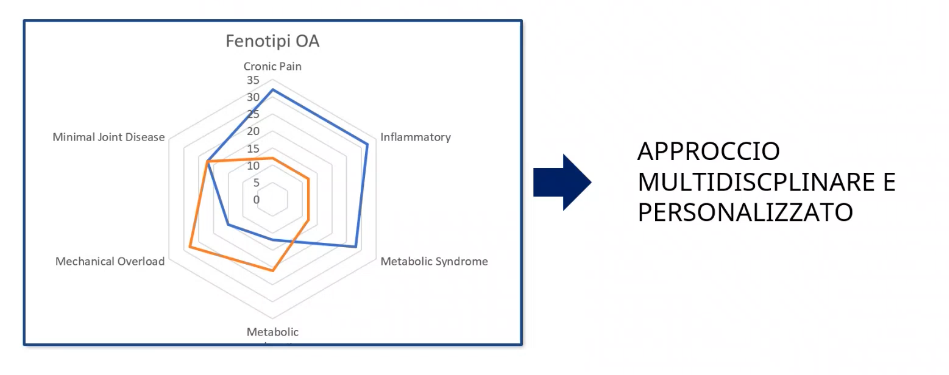 Fenotipi OA
Cronic Pain
35
30
25
20
15
10
5
0
Minimal Joint Disease
Inflammatory
Mechanical Overload
Metabolic Syndrome
Metabolic
APPROCCIO
MULTIDISCPLINARE E
PERSONALIZZATO